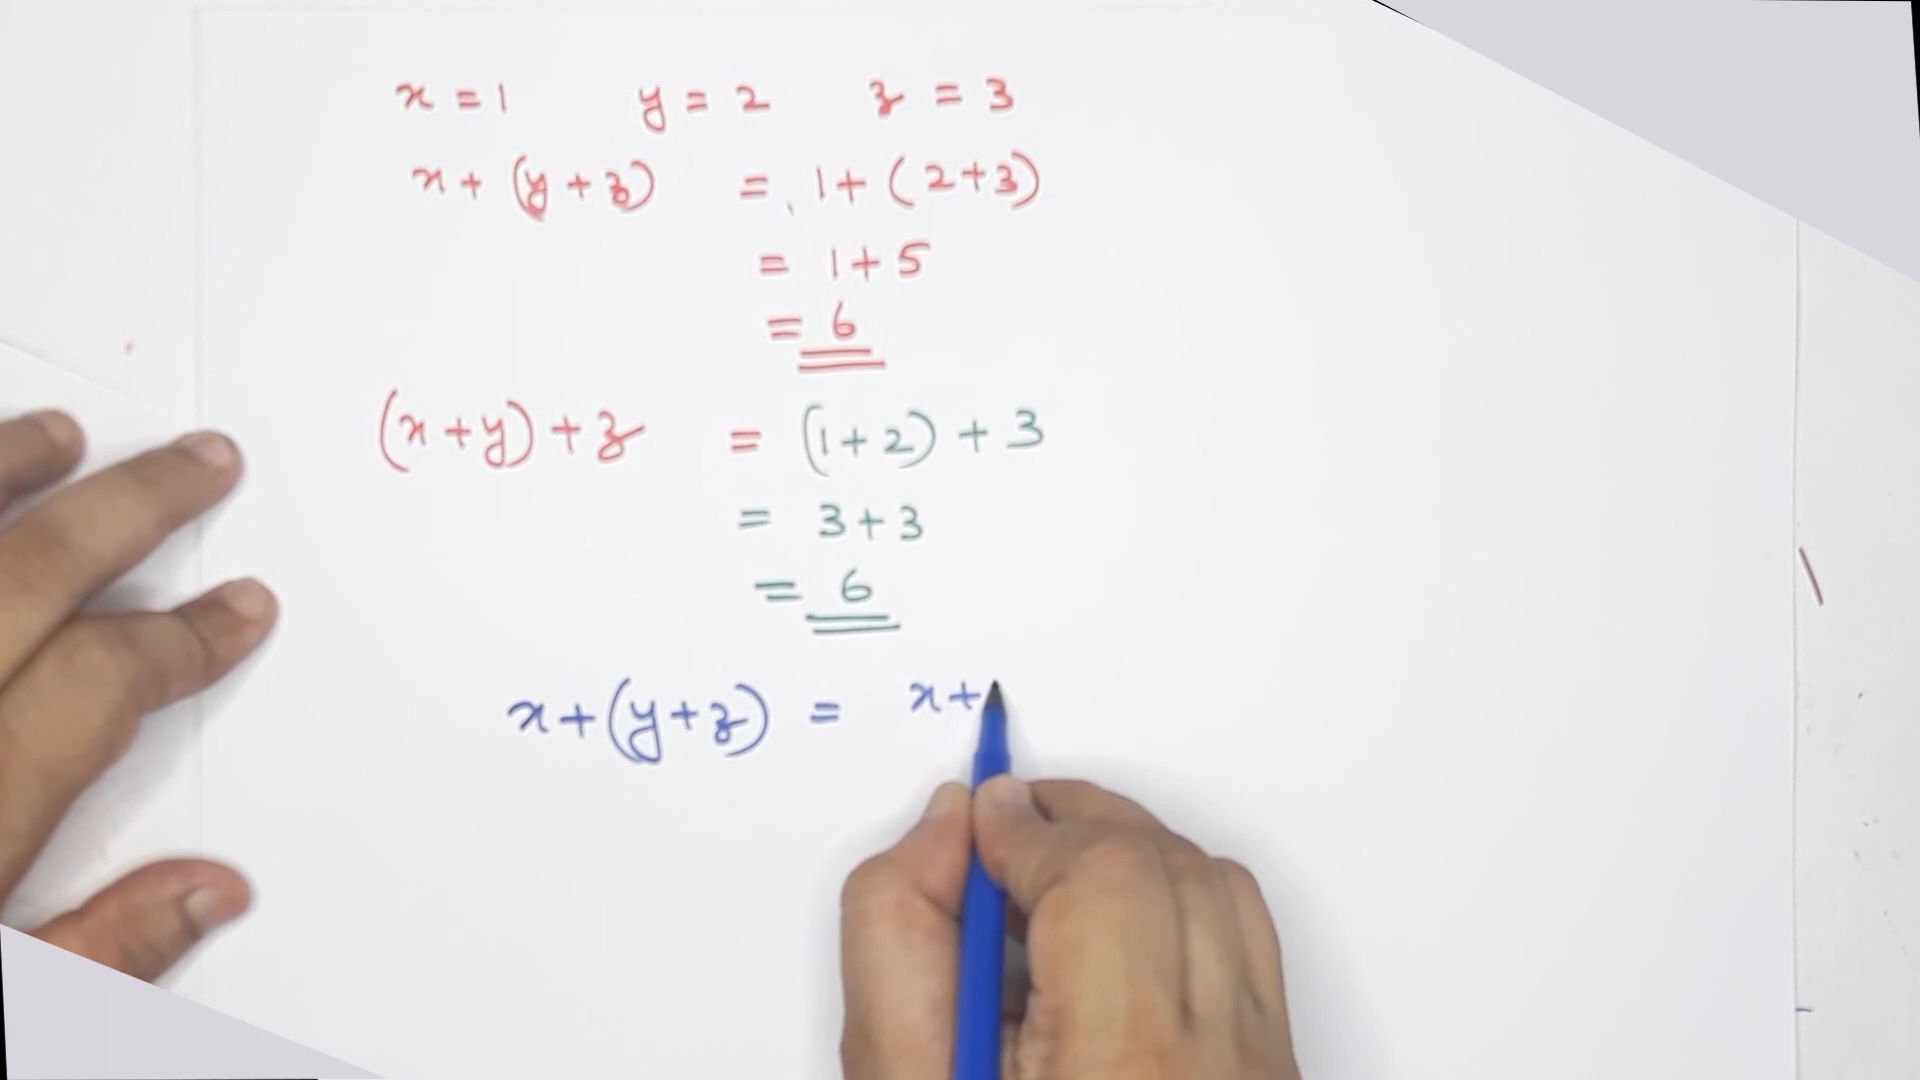 x = 1 y = 2 z = 3
x + (y + z) = 1 + (2+3)
= 1 + 5
= 6
(x + y) + z = (1 + 2) + 3
= 3 + 3
= 6
x + (y + z) = x +